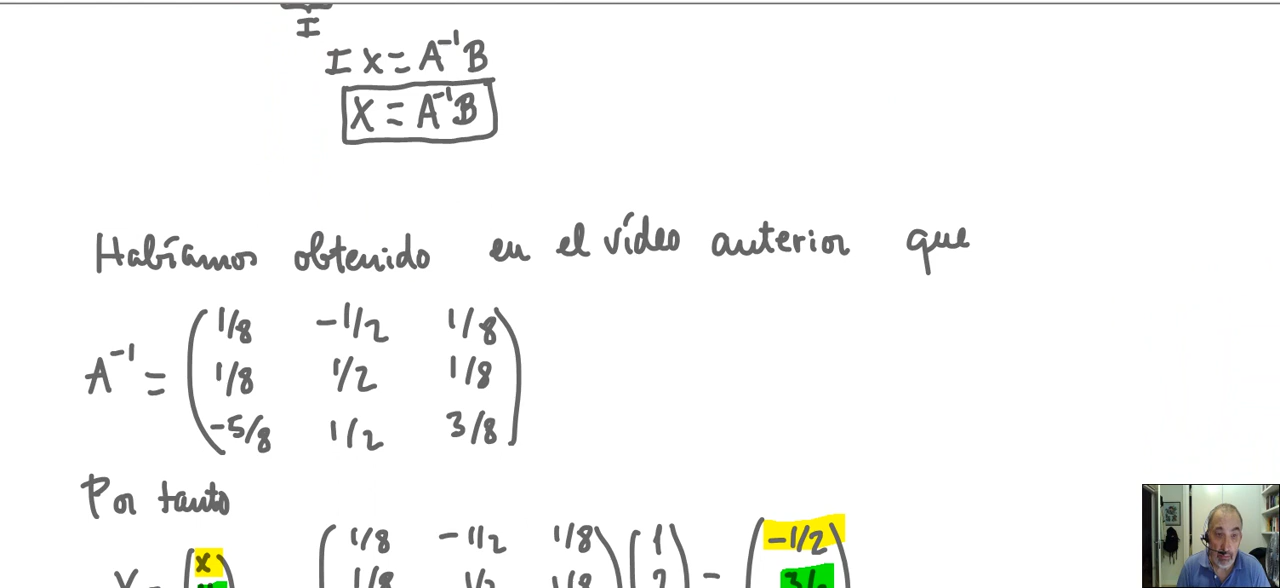 I
I X = A⁻¹B
X = A⁻¹B
Habíamos obtenido en el vídeo anterior que
1/8 -1/2 1/8
A⁻¹ = 1/8 1/2 1/8
-5/8 1/2 3/8
Por tanto
x 1/8 -1/2 1/8 1 -1/2